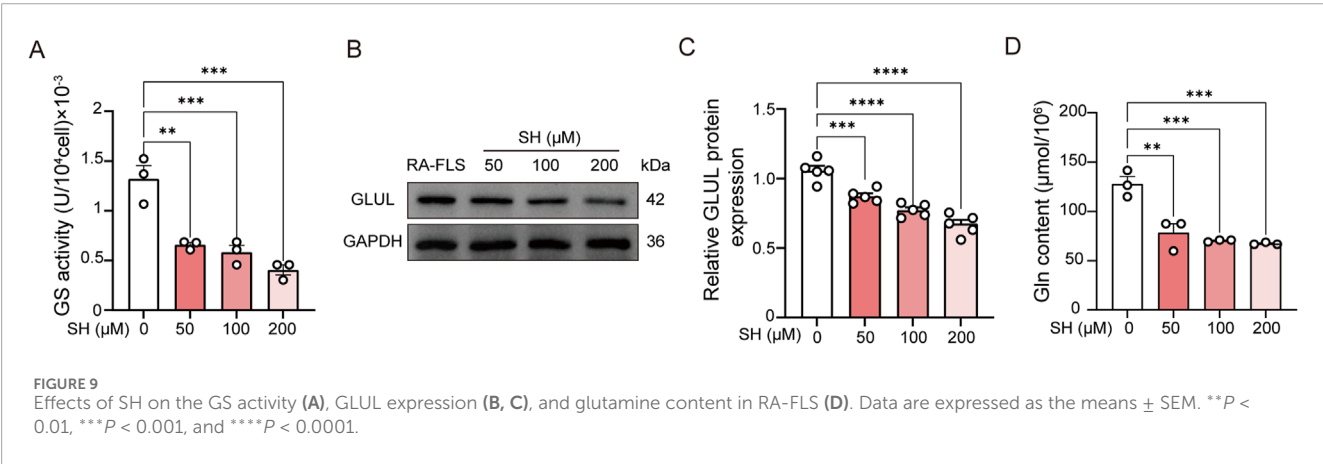 A
GS activity (U/10⁴cell)×10⁻³
2
1.5
1
0.5
0
***
***
**
SH (μM) 0 50 100 200
B
SH (μM)
RA-FLS 50 100 200 kDa
GLUL 42
GAPDH 36
C
Relative GLUL protein
expression
1.5
1.0
0.5
0
****
****
***
SH (μM) 0 50 100 200
D
Gln content (μmol/10⁶)
200
150
100
50
0
***
***
**
SH (μM) 0 50 100 200
FIGURE 9
Effects of SH on the GS activity (A), GLUL expression (B, C), and glutamine content in RA-FLS (D). Data are expressed as the means ± SEM. **P <
0.01, ***P < 0.001, and ****P < 0.0001.